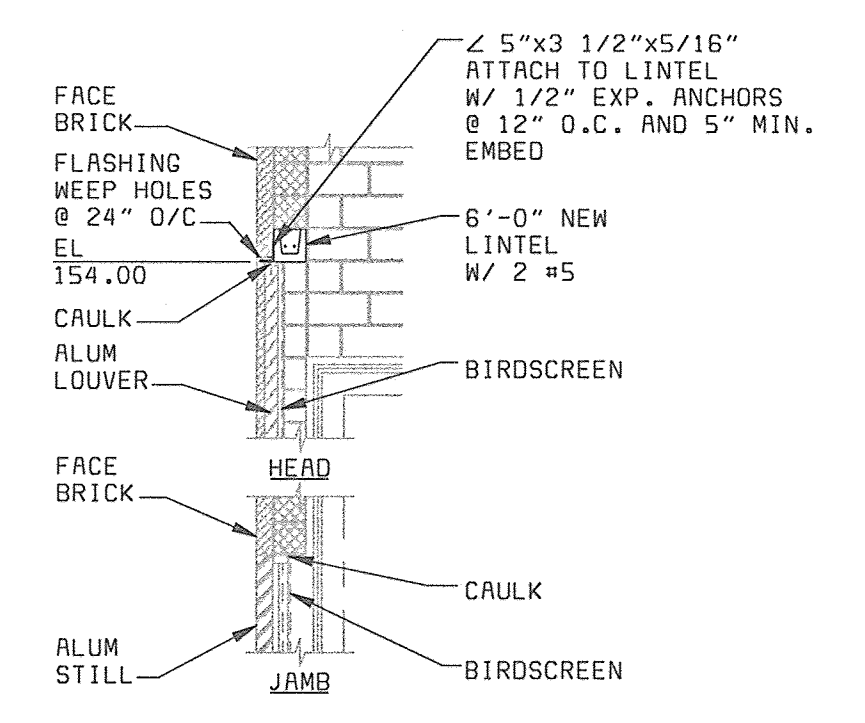 ∠ 5"x3 1/2"x5/16"
ATTACH TO LINTEL
W/ 1/2" EXP. ANCHORS
@ 12" O.C. AND 5" MIN.
EMBED
FACE
BRICK
FLASHING
WEEP HOLES
@ 24" O/C
EL
154.00
6'-0" NEW
LINTEL
W/ 2 #5
CAULK
ALUM
LOUVER
BIRDSCREEN
HEAD
FACE
BRICK
CAULK
ALUM
STILL
BIRDSCREEN
JAMB